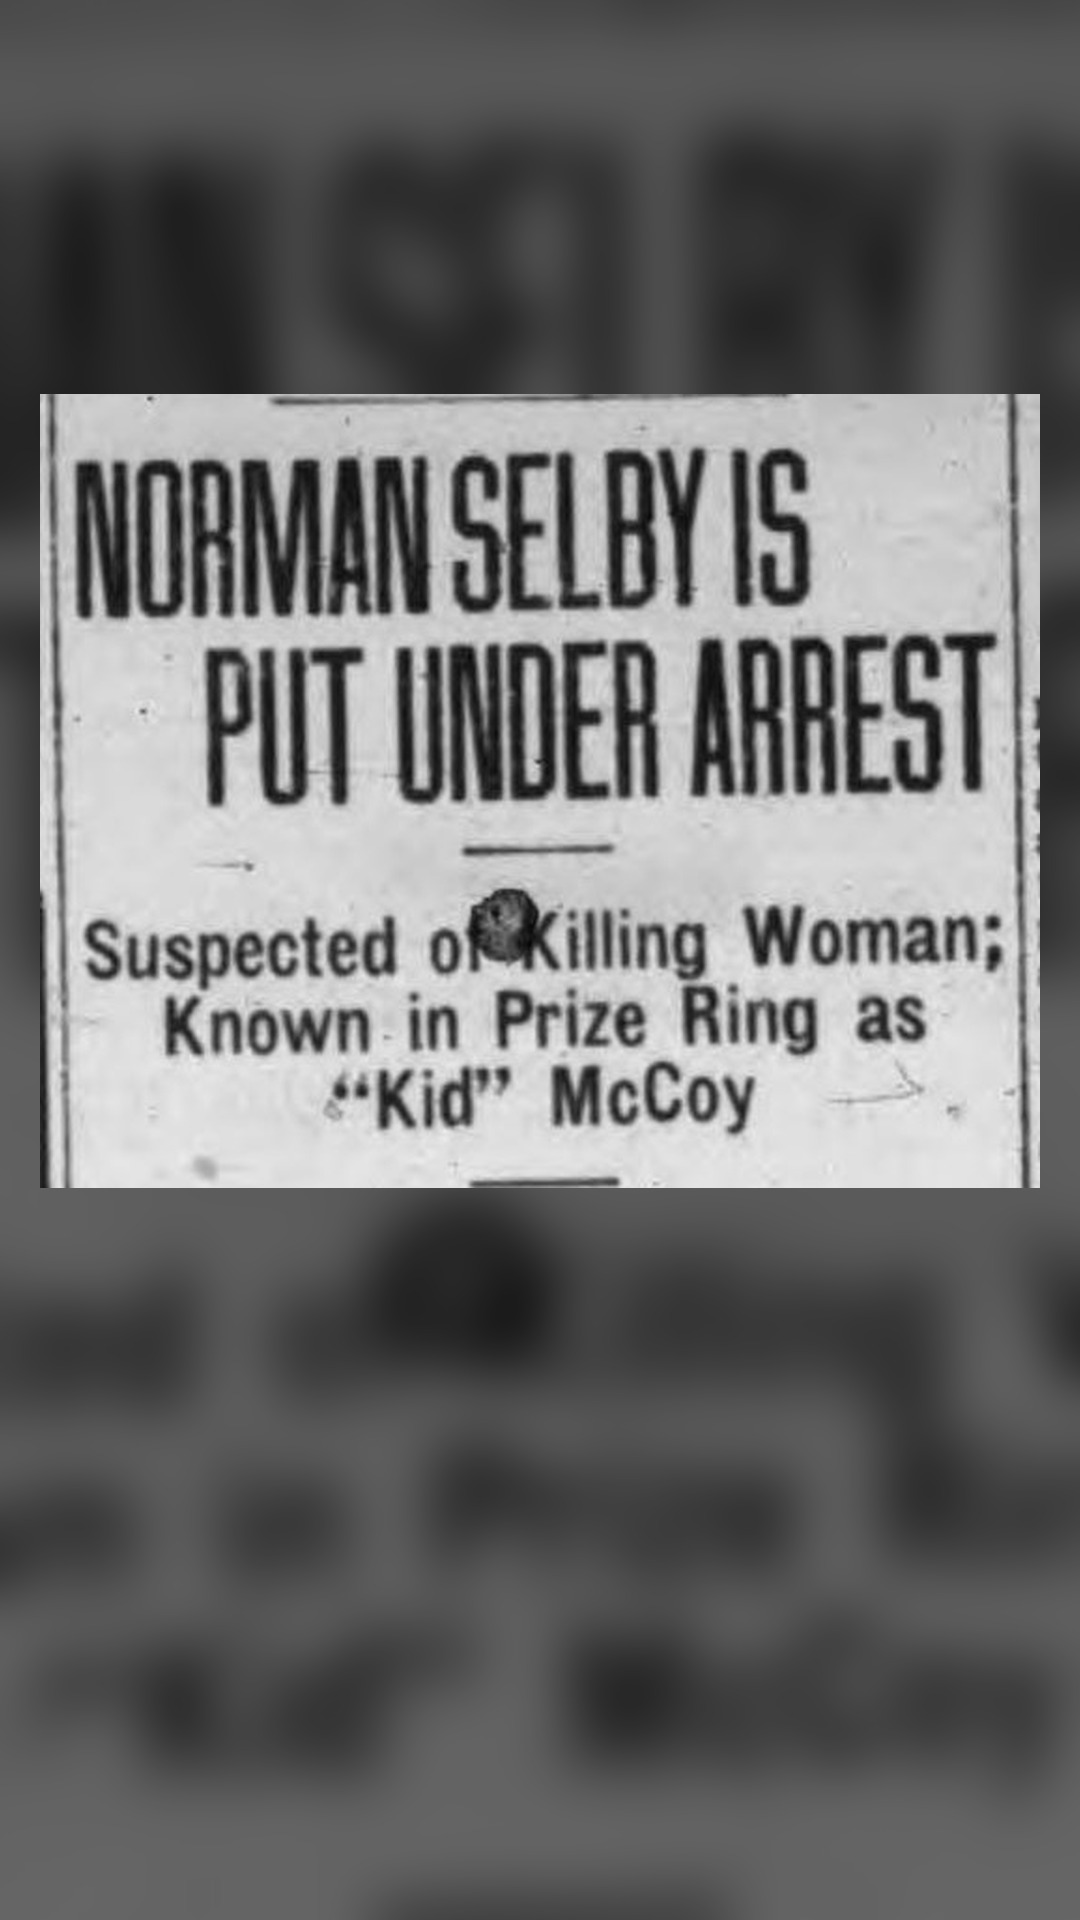 NORMAN SELBY IS
PUT UNDER ARREST
Suspected of Killing Woman;
Known in Prize Ring as
“Kid” McCoy